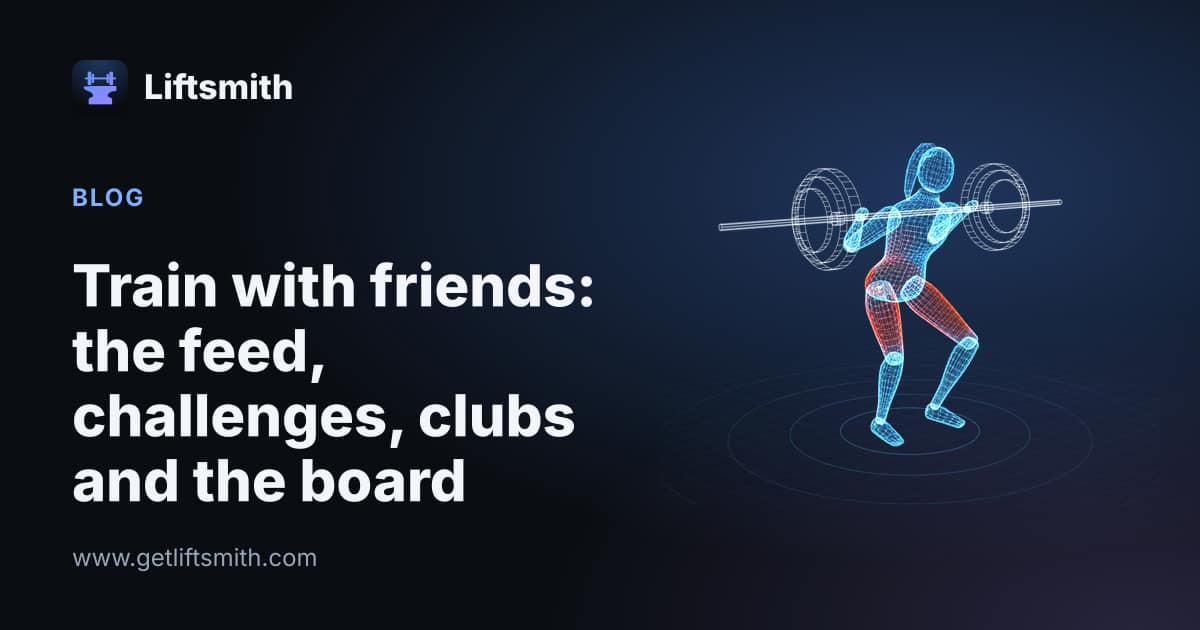 Liftsmith
BLOG
Train with friends:
the feed,
challenges, clubs
and the board
www.getliftsmith.com